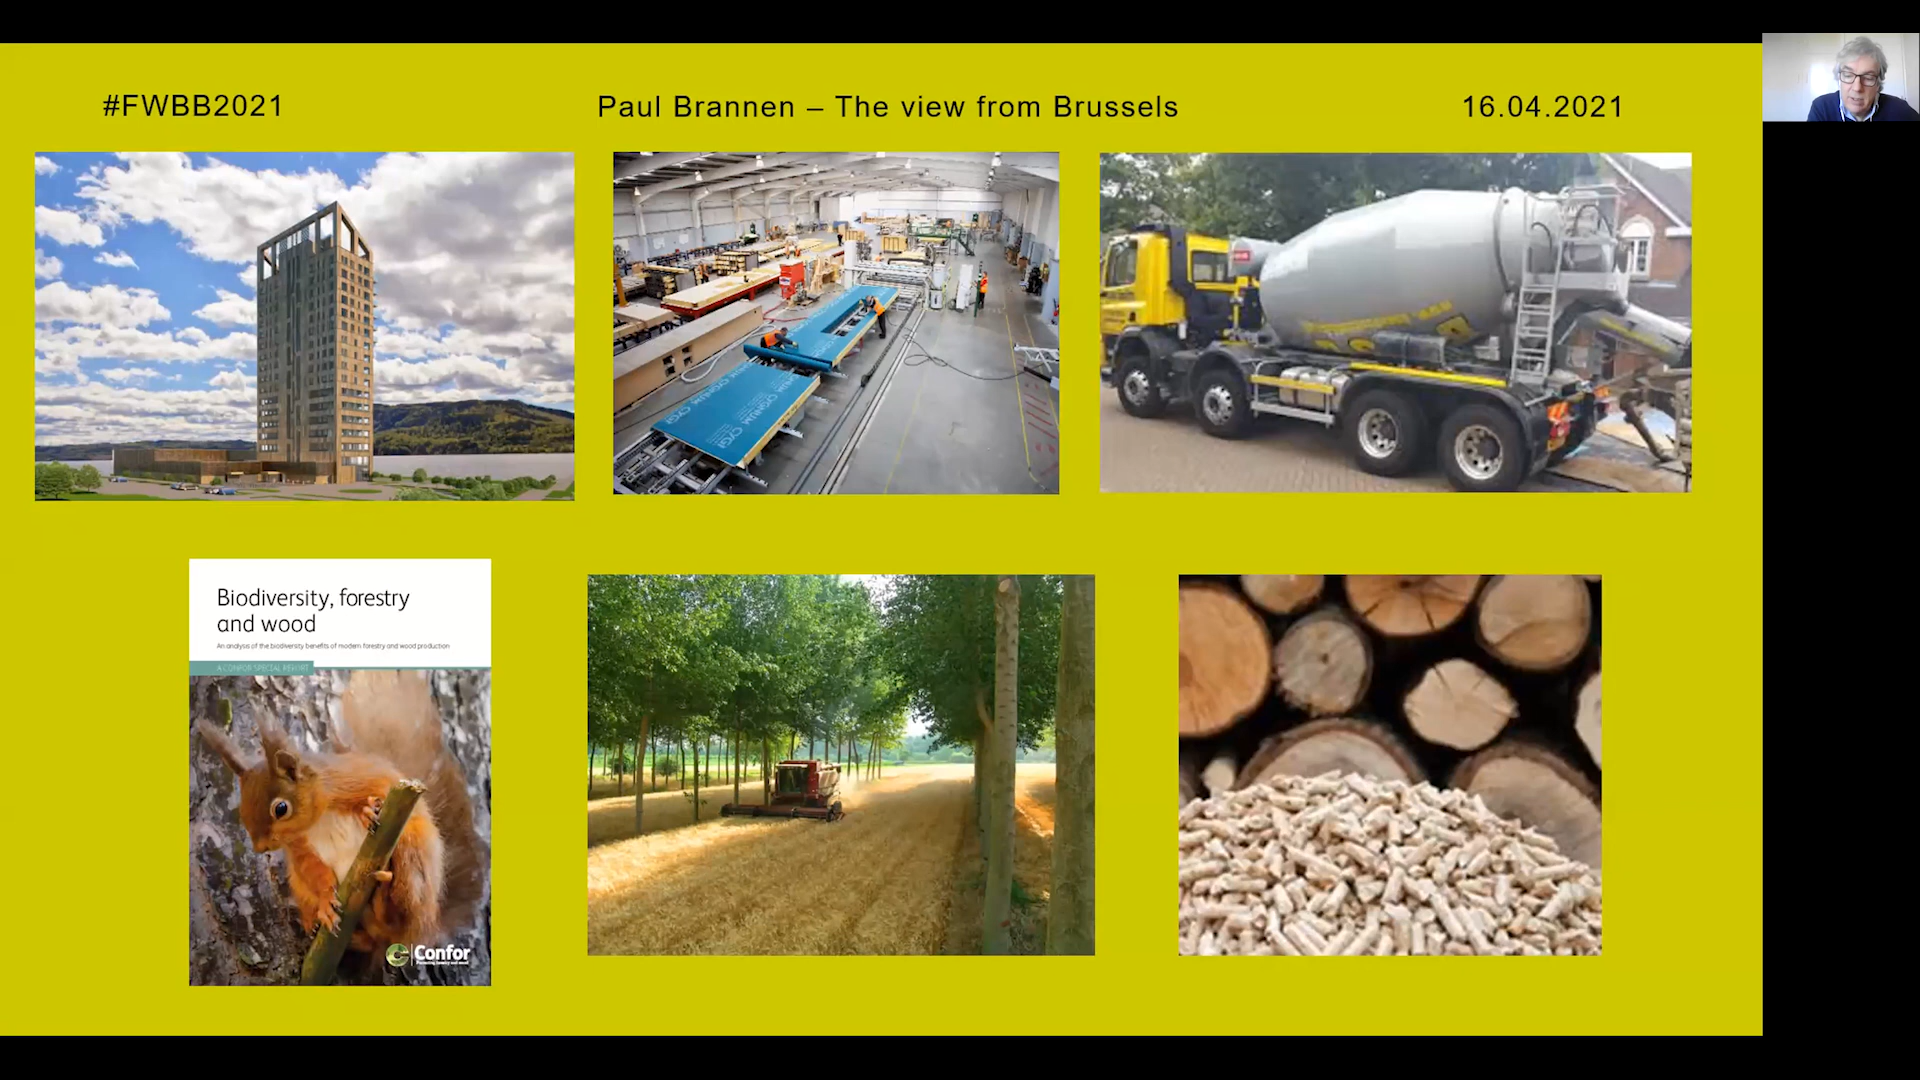 #FWBB2021
Paul Brannen – The view from Brussels
16.04.2021
Biodiversity, forestry
and wood
An analysis of the biodiversity benefits of modern forestry and wood production
A CONFOR SPECIAL REPORT
Confor